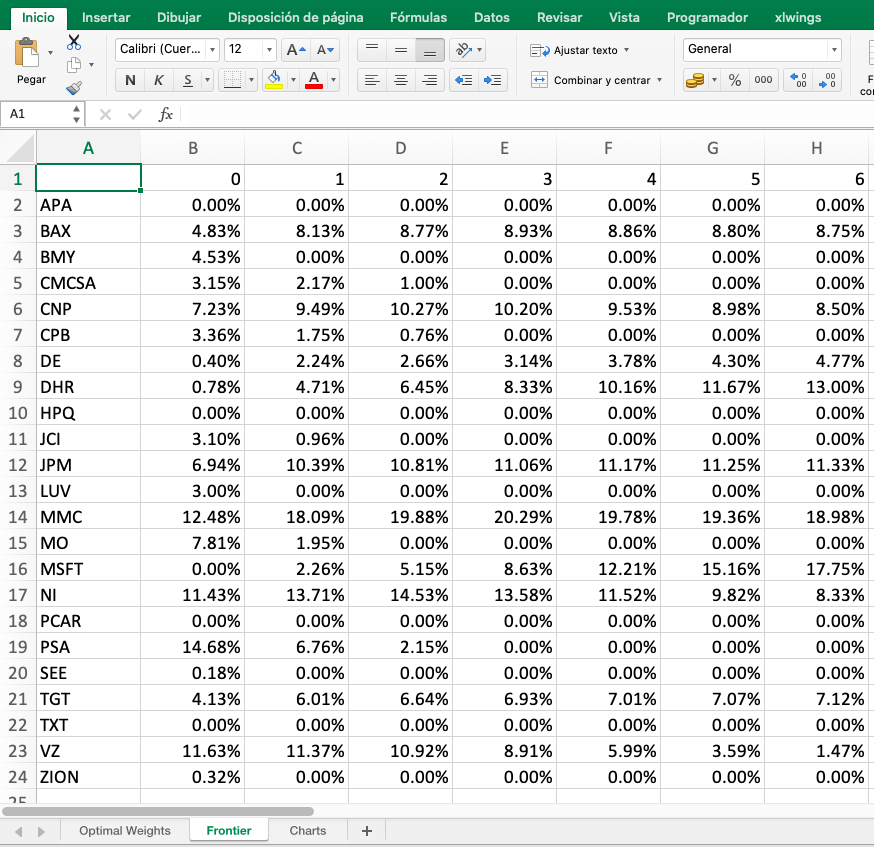 Inicio Insertar Dibujar Disposición de página Fórmulas Datos Revisar Vista Programador xlwings
Calibri (Cuer... 12 A A Ajustar texto General
Pegar N K S A Combinar y centrar % 000 ,00 ,00
A1 fx
A B C D E F G H
1 0 1 2 3 4 5 6
2 APA 0.00% 0.00% 0.00% 0.00% 0.00% 0.00% 0.00%
3 BAX 4.83% 8.13% 8.77% 8.93% 8.86% 8.80% 8.75%
4 BMY 4.53% 0.00% 0.00% 0.00% 0.00% 0.00% 0.00%
5 CMCSA 3.15% 2.17% 1.00% 0.00% 0.00% 0.00% 0.00%
6 CNP 7.23% 9.49% 10.27% 10.20% 9.53% 8.98% 8.50%
7 CPB 3.36% 1.75% 0.76% 0.00% 0.00% 0.00% 0.00%
8 DE 0.40% 2.24% 2.66% 3.14% 3.78% 4.30% 4.77%
9 DHR 0.78% 4.71% 6.45% 8.33% 10.16% 11.67% 13.00%
10 HPQ 0.00% 0.00% 0.00% 0.00% 0.00% 0.00% 0.00%
11 JCI 3.10% 0.96% 0.00% 0.00% 0.00% 0.00% 0.00%
12 JPM 6.94% 10.39% 10.81% 11.06% 11.17% 11.25% 11.33%
13 LUV 3.00% 0.00% 0.00% 0.00% 0.00% 0.00% 0.00%
14 MMC 12.48% 18.09% 19.88% 20.29% 19.78% 19.36% 18.98%
15 MO 7.81% 1.95% 0.00% 0.00% 0.00% 0.00% 0.00%
16 MSFT 0.00% 2.26% 5.15% 8.63% 12.21% 15.16% 17.75%
17 NI 11.43% 13.71% 14.53% 13.58% 11.52% 9.82% 8.33%
18 PCAR 0.00% 0.00% 0.00% 0.00% 0.00% 0.00% 0.00%
19 PSA 14.68% 6.76% 2.15% 0.00% 0.00% 0.00% 0.00%
20 SEE 0.18% 0.00% 0.00% 0.00% 0.00% 0.00% 0.00%
21 TGT 4.13% 6.01% 6.64% 6.93% 7.01% 7.07% 7.12%
22 TXT 0.00% 0.00% 0.00% 0.00% 0.00% 0.00% 0.00%
23 VZ 11.63% 11.37% 10.92% 8.91% 5.99% 3.59% 1.47%
24 ZION 0.32% 0.00% 0.00% 0.00% 0.00% 0.00% 0.00%
25
Optimal Weights Frontier Charts +